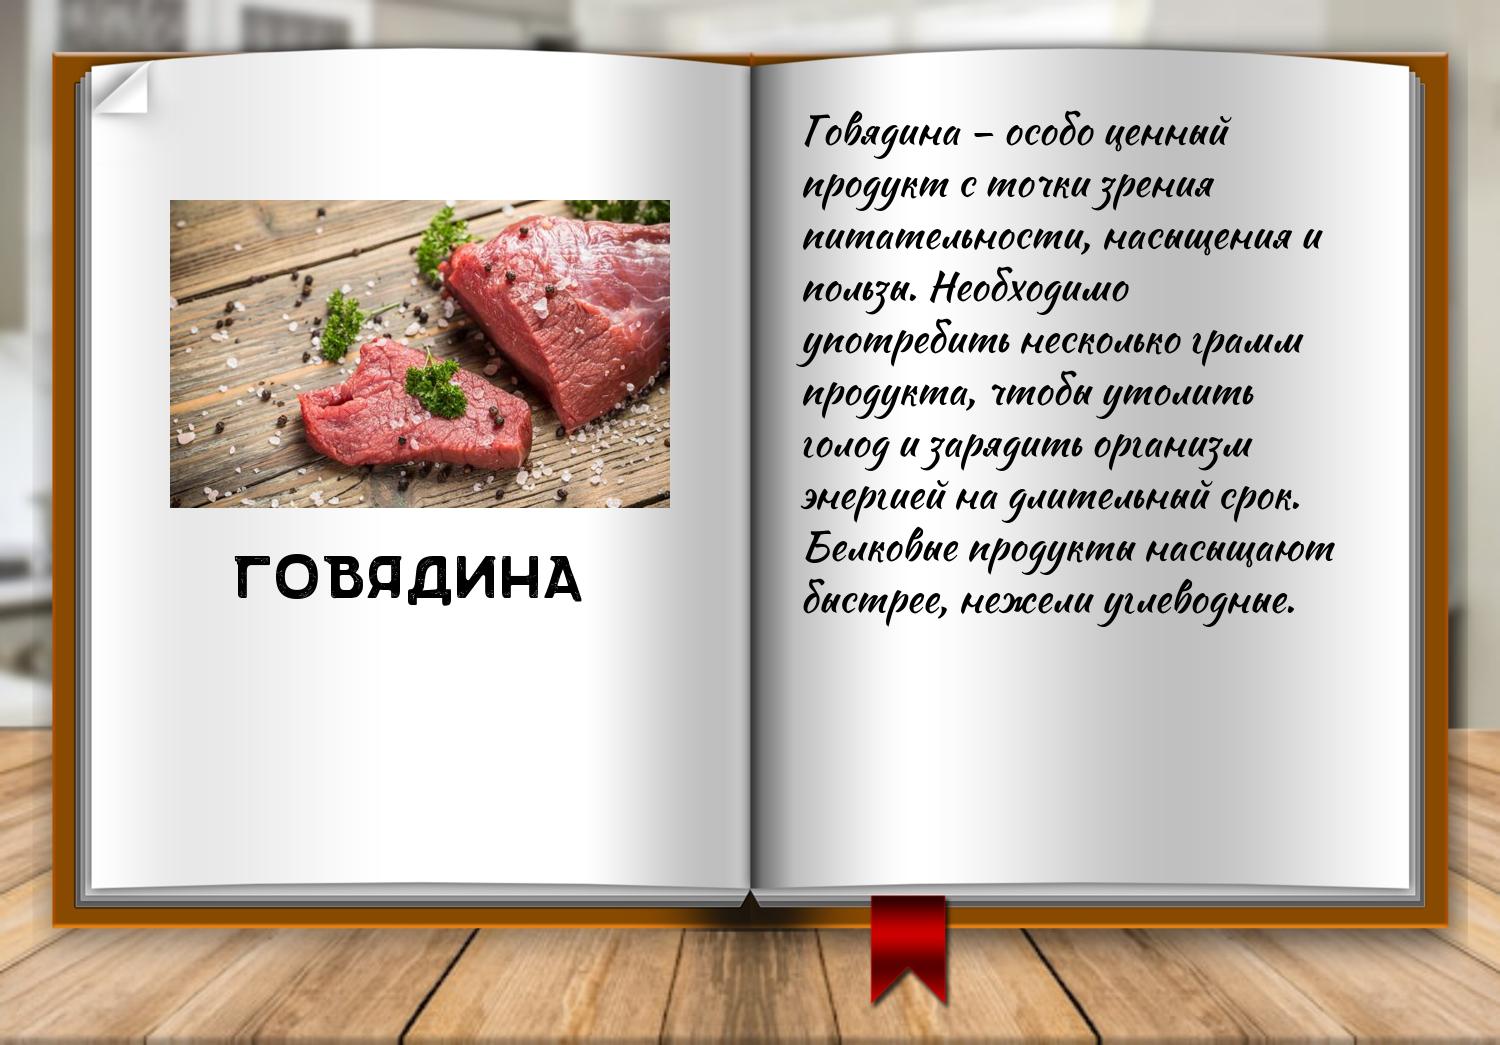 ГОВЯДИНА
Говядина – особо ценный
продукт с точки зрения
питательности, насыщения и
пользы. Необходимо
употребить несколько грамм
продукта, чтобы утолить
голод и зарядить организм
энергией на длительный срок.
Белковые продукты насыщают
быстрее, нежели углеводные.